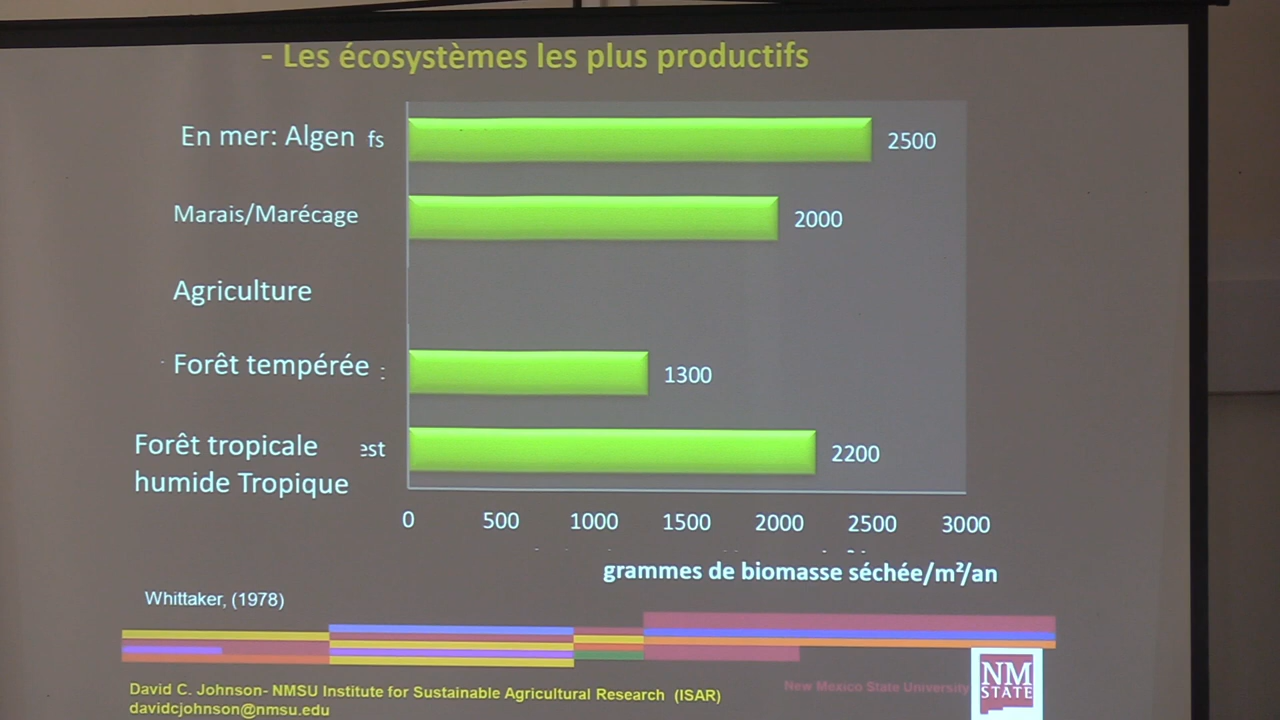 - Les écosystèmes les plus productifs
En mer: Algen fs
2500
Marais/Marécage
2000
Agriculture
Forêt tempérée :
1300
Forêt tropicale est
humide Tropique
2200
0 500 1000 1500 2000 2500 3000
grammes de biomasse séchée/m²/an
Whittaker, (1978)
New Mexico State University
NM
STATE
David C. Johnson- NMSU Institute for Sustainable Agricultural Research (ISAR)
davidcjohnson@nmsu.edu